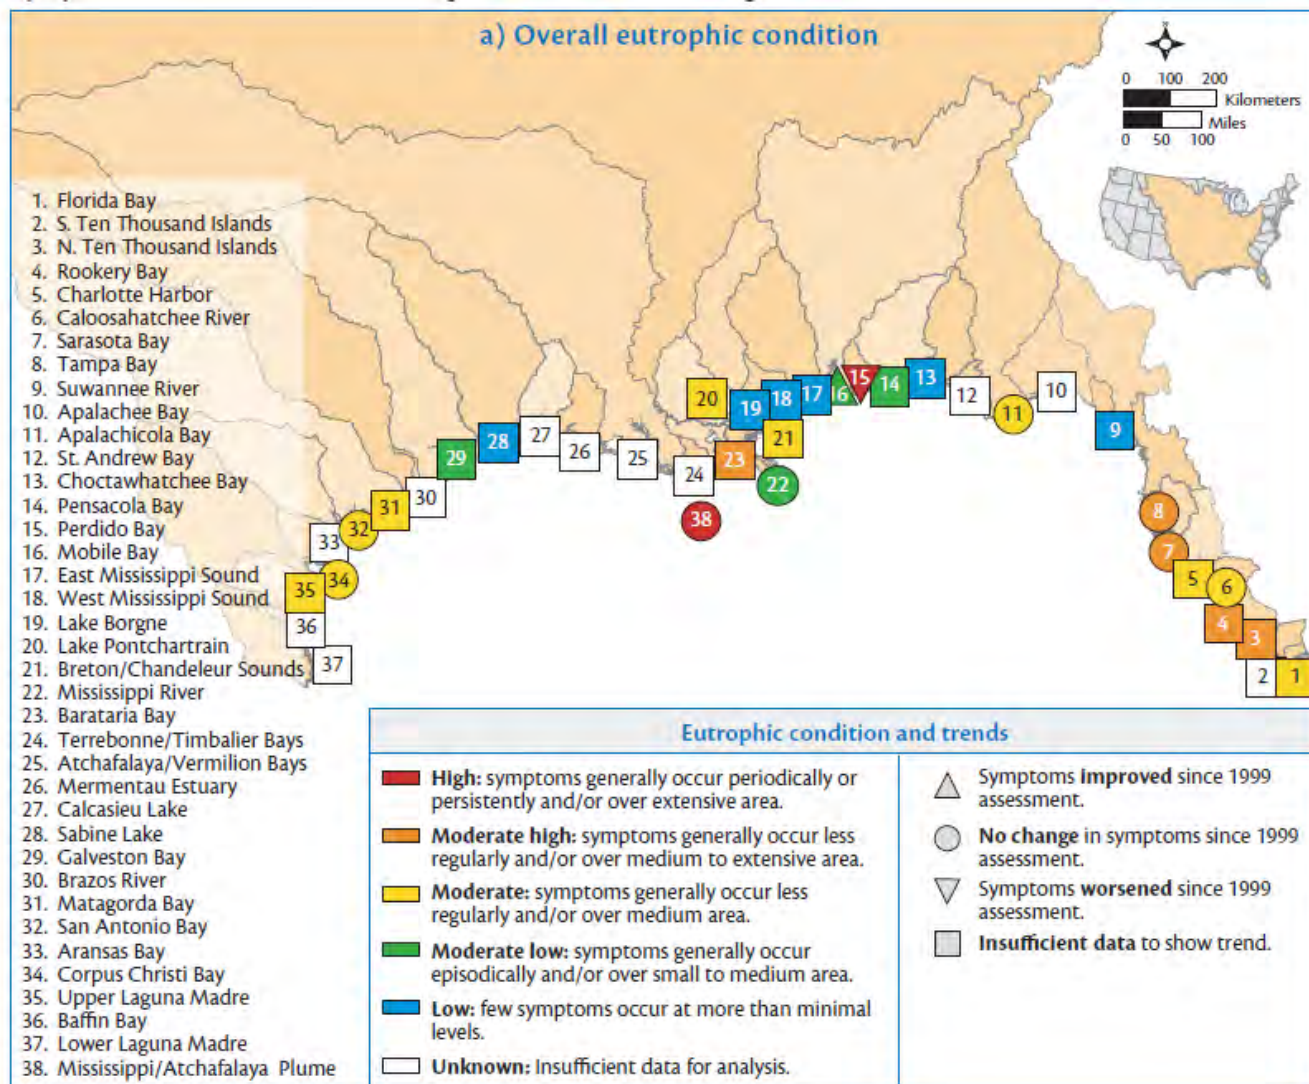 a) Overall eutrophic condition
N
0 100 200
Kilometers
Miles
0 50 100
1. Florida Bay
2. S. Ten Thousand Islands
3. N. Ten Thousand Islands
4. Rookery Bay
5. Charlotte Harbor
6. Caloosahatchee River
7. Sarasota Bay
8. Tampa Bay
9. Suwannee River
10. Apalachee Bay
11. Apalachicola Bay
12. St. Andrew Bay
13. Choctawhatchee Bay
14. Pensacola Bay
15. Perdido Bay
16. Mobile Bay
17. East Mississippi Sound
18. West Mississippi Sound
19. Lake Borgne
20. Lake Pontchartrain
21. Breton/Chandeleur Sounds
22. Mississippi River
23. Barataria Bay
24. Terrebonne/Timbalier Bays
25. Atchafalaya/Vermilion Bays
26. Mermentau Estuary
27. Calcasieu Lake
28. Sabine Lake
29. Galveston Bay
30. Brazos River
31. Matagorda Bay
32. San Antonio Bay
33. Aransas Bay
34. Corpus Christi Bay
35. Upper Laguna Madre
36. Baffin Bay
37. Lower Laguna Madre
38. Mississippi/Atchafalaya Plume
20
19
18
17
16
15
14
13
12
11
10
9
21
22
23
24
25
26
27
28
29
30
31
32
33
34
35
36
37
38
8
7
6
5
4
3
2
1
Eutrophic condition and trends
High: symptoms generally occur periodically or
persistently and/or over extensive area.
Moderate high: symptoms generally occur less
regularly and/or over medium to extensive area.
Moderate: symptoms generally occur less
regularly and/or over medium area.
Moderate low: symptoms generally occur
episodically and/or over small to medium area.
Low: few symptoms occur at more than minimal
levels.
Unknown: Insufficient data for analysis.
Symptoms improved since 1999
assessment.
No change in symptoms since 1999
assessment.
Symptoms worsened since 1999
assessment.
Insufficient data to show trend.